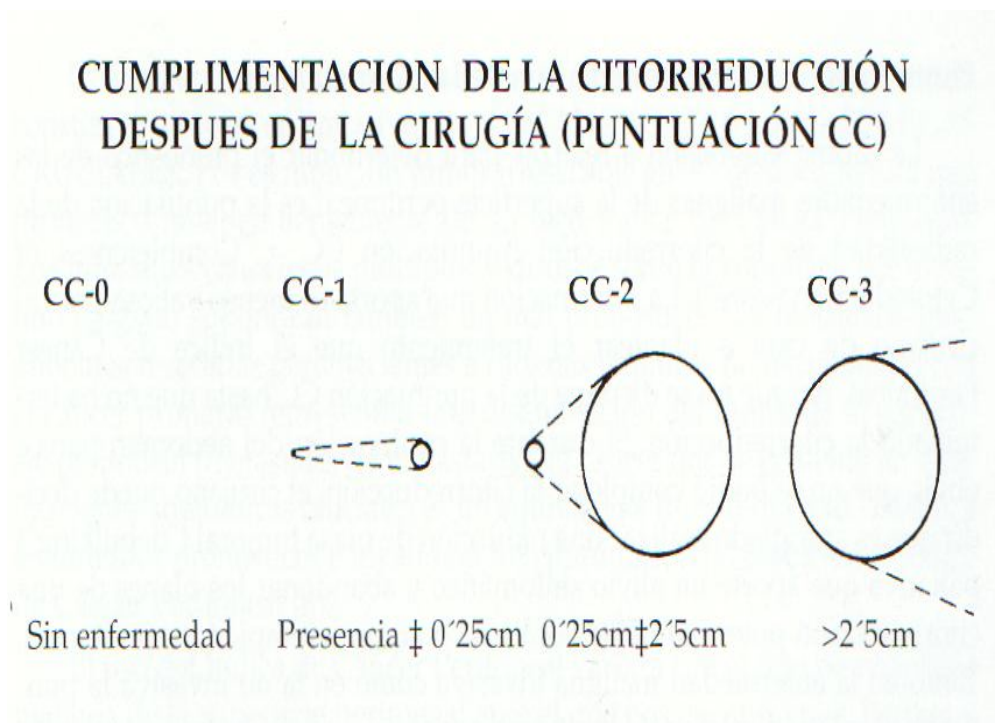 CUMPLIMENTACION DE LA CITORREDUCCIÓN
DESPUES DE LA CIRUGÍA (PUNTUACIÓN CC)
CC-0 CC-1 CC-2 CC-3
Sin enfermedad Presencia ‡ 0´25cm 0´25cm‡2´5cm >2´5cm